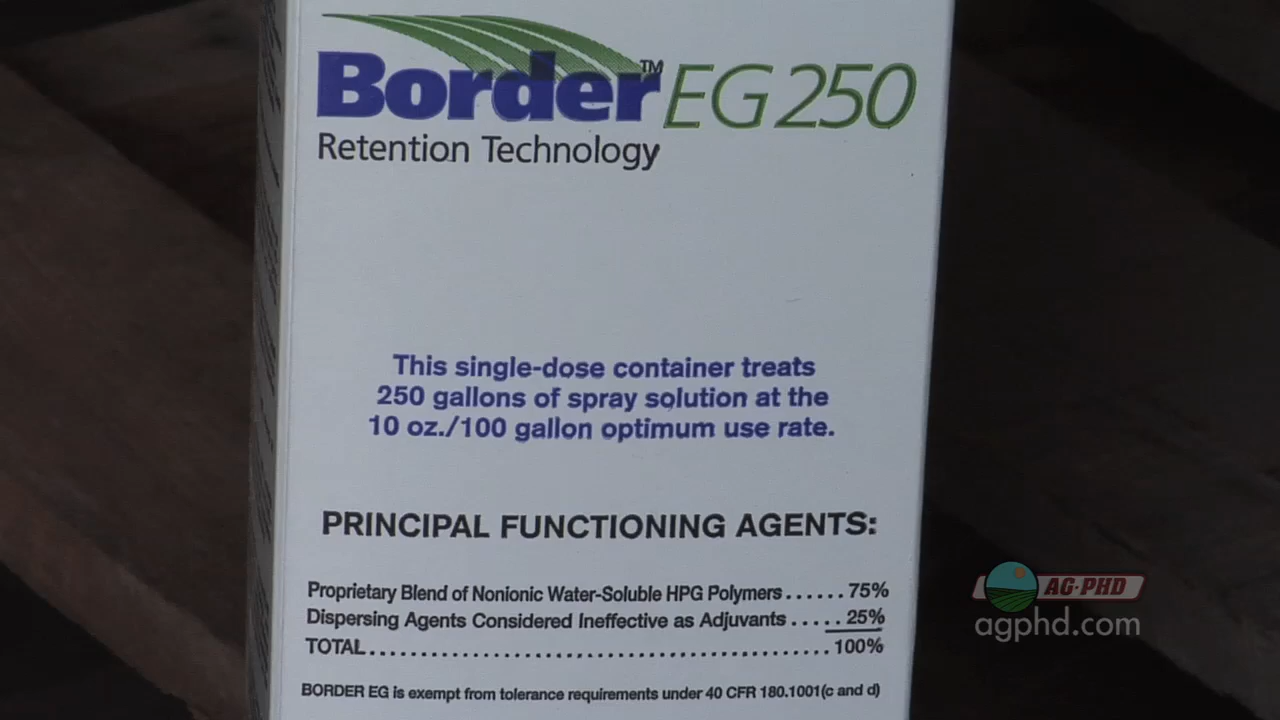 Border™ EG 250
Retention Technology
This single-dose container treats
250 gallons of spray solution at the
10 oz./100 gallon optimum use rate.
PRINCIPAL FUNCTIONING AGENTS:
Proprietary Blend of Nonionic Water-Soluble HPG Polymers......75%
Dispersing Agents Considered Ineffective as Adjuvants.....25%
TOTAL................................................100%
BORDER EG is exempt from tolerance requirements under 40 CFR 180.1001(c and d)
AG·PHD
agphd.com